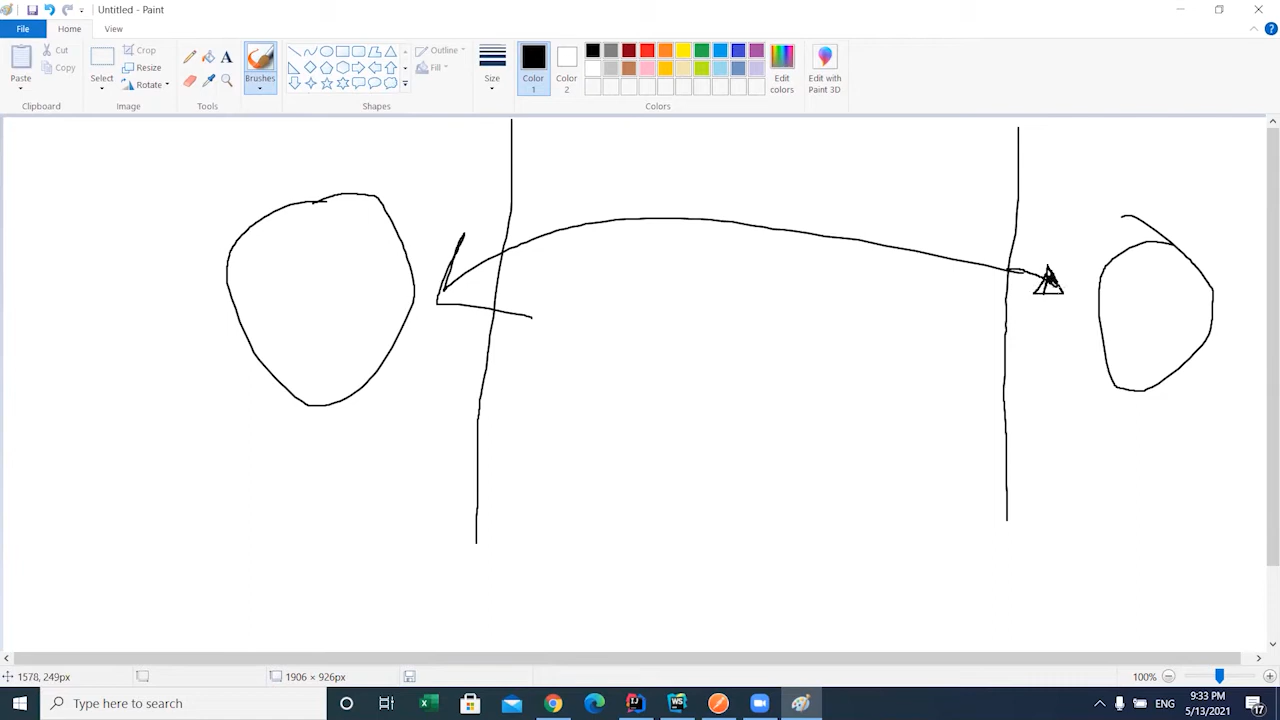 Untitled - Paint
File
Home
View
Paste
Cut
Copy
Clipboard
Select
Crop
Resize
Rotate
Image
A
Tools
Brushes
Outline
Fill
Shapes
Size
Color
1
Color
2
Edit
colors
Colors
Edit with
Paint 3D
1578, 249px
1906 × 926px
100%
Type here to search
ENG
9:33 PM
5/13/2021
17